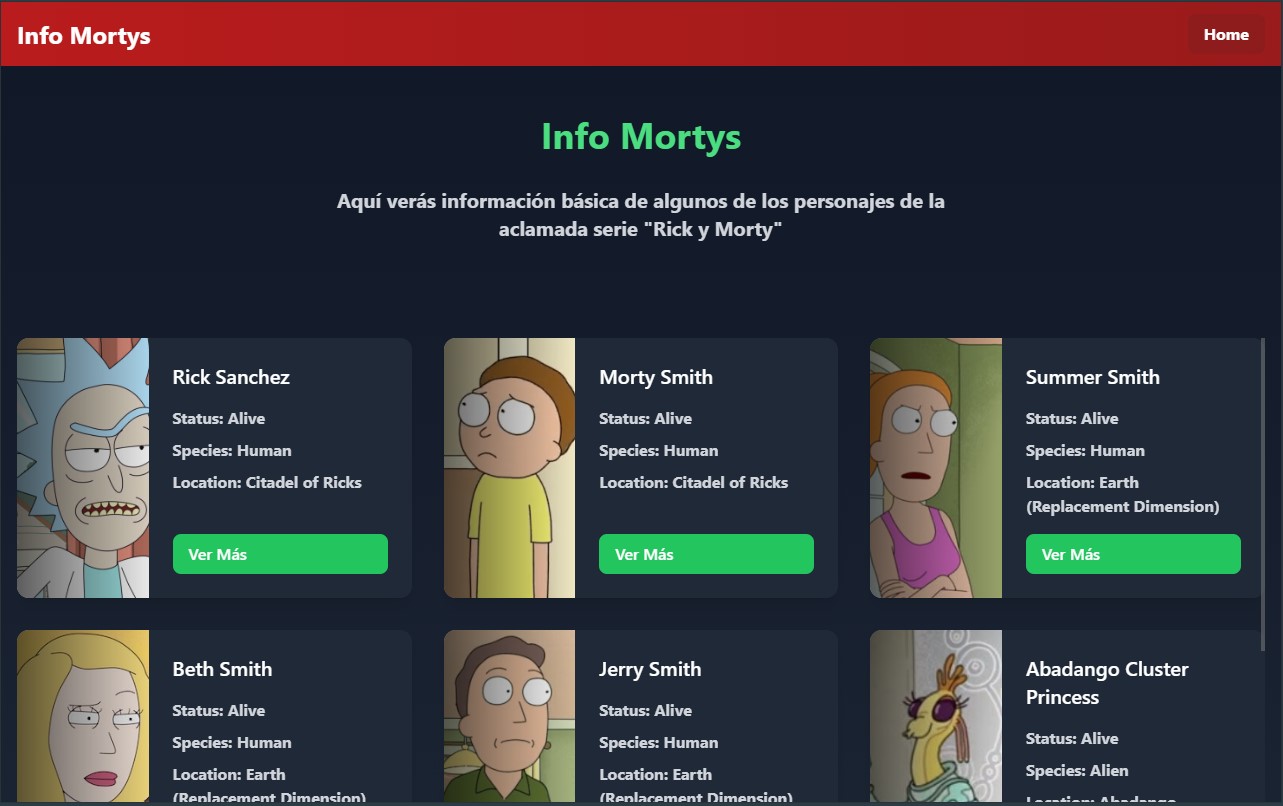 Info Mortys
Home
Info Mortys
Aquí verás información básica de algunos de los personajes de la
aclamada serie "Rick y Morty"
Rick Sanchez
Status: Alive
Species: Human
Location: Citadel of Ricks
Ver Más
Morty Smith
Status: Alive
Species: Human
Location: Citadel of Ricks
Ver Más
Summer Smith
Status: Alive
Species: Human
Location: Earth
(Replacement Dimension)
Ver Más
Beth Smith
Status: Alive
Species: Human
Location: Earth
(Replacement Dimension)
Jerry Smith
Status: Alive
Species: Human
Location: Earth
(Replacement Dimension)
Abadango Cluster
Princess
Status: Alive
Species: Alien
Location: Abadango